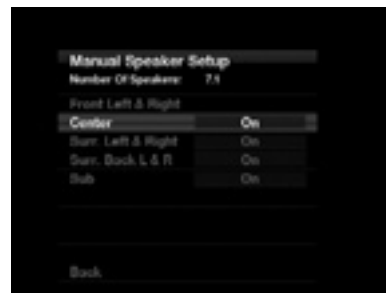 Manual Speaker Setup
Number Of Speakers: 7.1
Front Left & Right
Center On
Surr. Left & Right On
Surr. Back L & R On
Sub On
Back